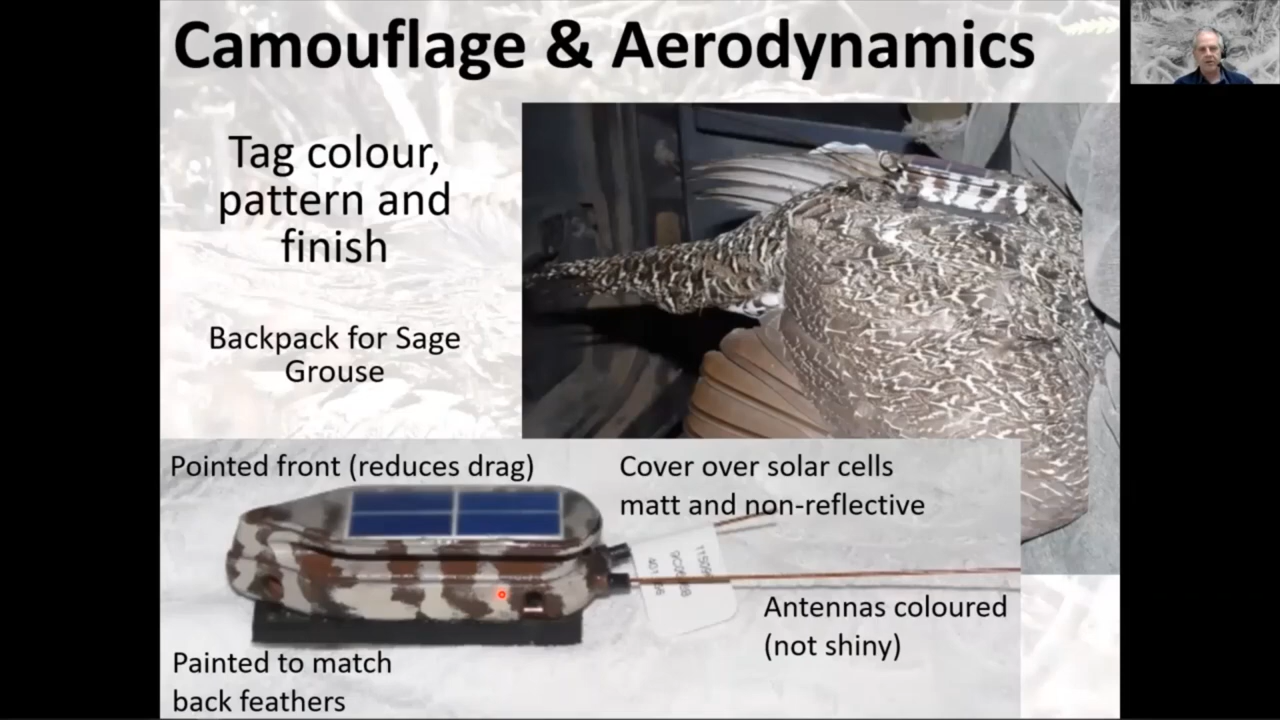 Camouflage & Aerodynamics
Tag colour,
pattern and
finish
Backpack for Sage
Grouse
Pointed front (reduces drag)
Cover over solar cells
matt and non-reflective
Antennas coloured
(not shiny)
Painted to match
back feathers